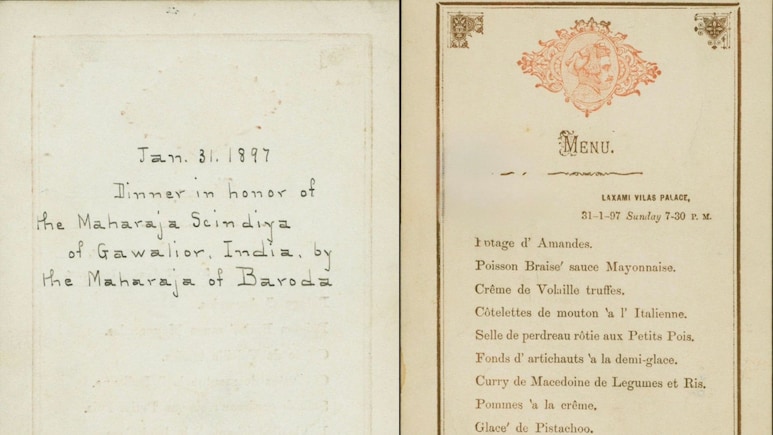 Jan. 31. 1897
Dinner in honor of
the Maharaja Scindiya
of Gawalior, India, by
the Maharaja of Baroda
MENU.
LAXAMI VILAS PALACE,
31-1-97 Sunday 7-30 P. M.
Potage d' Amandes.
Poisson Braise' sauce Mayonnaise.
Crême de Volaille truffes.
Côtelettes de mouton 'a l' Italienne.
Selle de perdreau rôtie aux Petits Pois.
Fonds d' artichauts 'a la demi-glace.
Curry de Macedoine de Legumes et Ris.
Pommes 'a la crême.
Glace' de Pistachoo.